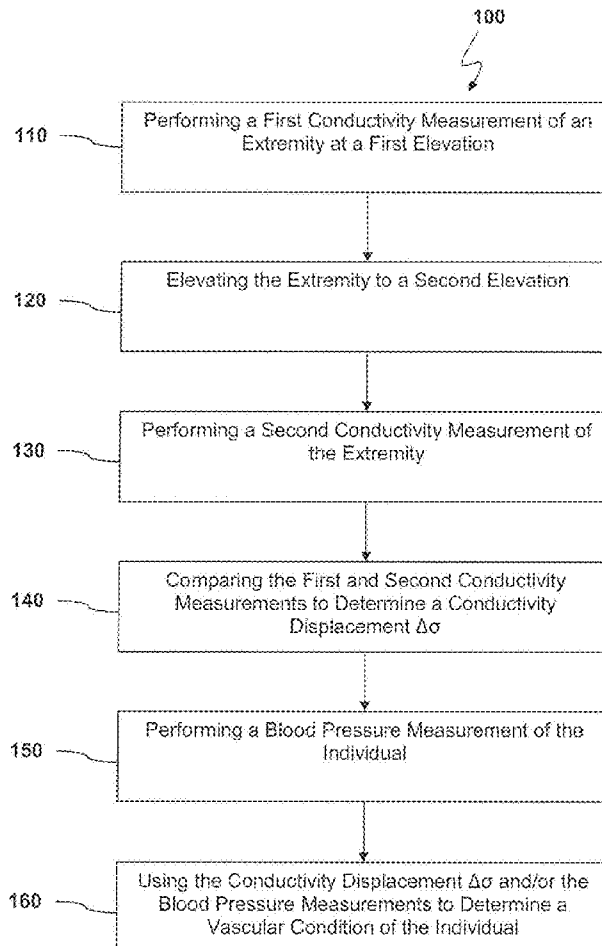 100
110
Performing a First Conductivity Measurement of an
Extremity at a First Elevation
120
Elevating the Extremity to a Second Elevation
130
Performing a Second Conductivity Measurement of
the Extremity
140
Comparing the First and Second Conductivity
Measurements to Determine a Conductivity
Displacement Δσ
150
Performing a Blood Pressure Measurement of the
Individual
160
Using the Conductivity Displacement Δσ and/or the
Blood Pressure Measurements to Determine a
Vascular Condition of the Individual